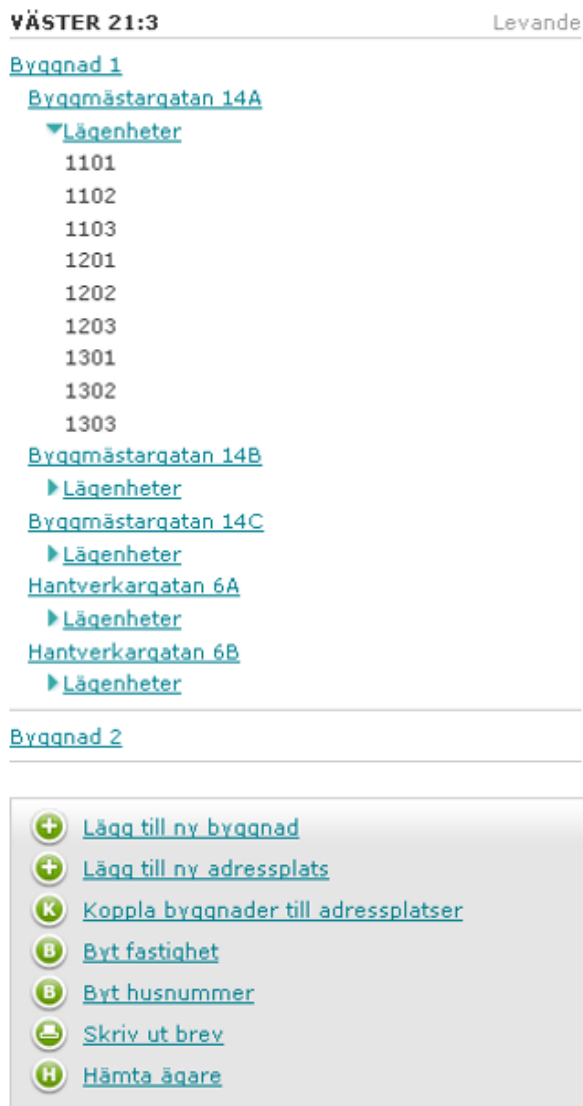 VÄSTER 21:3 Levande
Byggnad 1
Byggmästargatan 14A
Lägenheter
1101
1102
1103
1201
1202
1203
1301
1302
1303
Byggmästargatan 14B
Lägenheter
Byggmästargatan 14C
Lägenheter
Hantverkargatan 6A
Lägenheter
Hantverkargatan 6B
Lägenheter
Byggnad 2
Lägg till ny byggnad
Lägg till ny adressplats
K Koppla byggnader till adressplatser
B Byt fastighet
B Byt husnummer
Skriv ut brev
H Hämta ägare